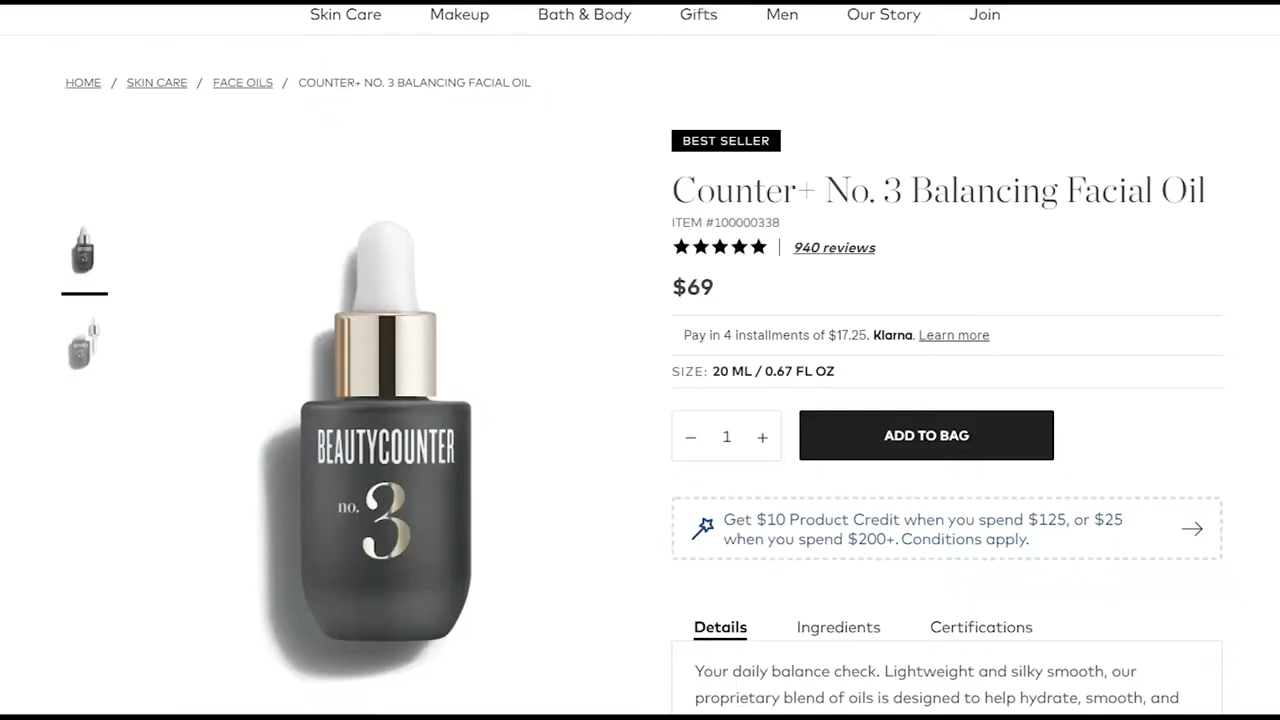 Skin Care Makeup Bath & Body Gifts Men Our Story Join
HOME / SKIN CARE / FACE OILS / COUNTER+ NO. 3 BALANCING FACIAL OIL
BEST SELLER
Counter+ No. 3 Balancing Facial Oil
ITEM #100000338
940 reviews
$69
Pay in 4 installments of $17.25. Klarna. Learn more
SIZE: 20 ML / 0.67 FL OZ
− 1 + ADD TO BAG
Get $10 Product Credit when you spend $125, or $25
when you spend $200+. Conditions apply.
Details Ingredients Certifications
Your daily balance check. Lightweight and silky smooth, our
proprietary blend of oils is designed to help hydrate, smooth, and
BEAUTYCOUNTER
no. 3